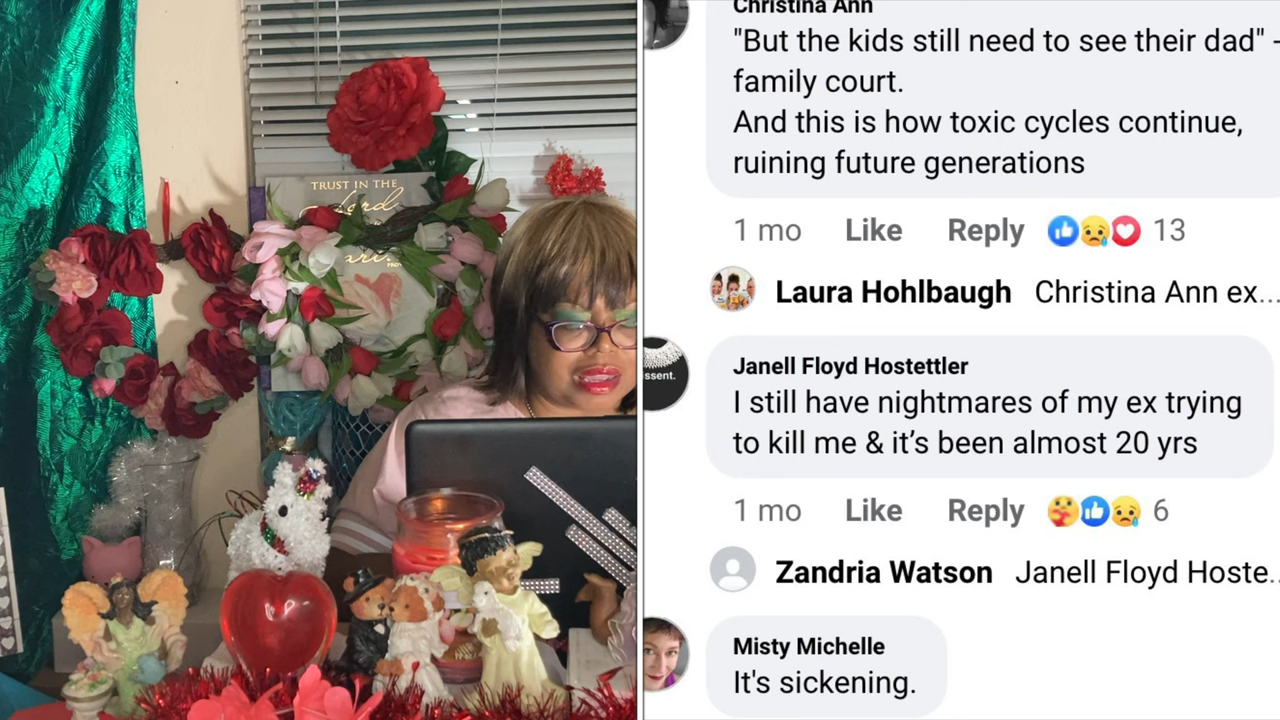 TRUST IN THE
Lord
PROV
Christina Ann
"But the kids still need to see their dad" -
family court.
And this is how toxic cycles continue,
ruining future generations
1 mo Like Reply 13
Laura Hohlbaugh Christina Ann ex...
ssent.
Janell Floyd Hostettler
I still have nightmares of my ex trying
to kill me & it’s been almost 20 yrs
1 mo Like Reply 6
Zandria Watson Janell Floyd Hoste...
Misty Michelle
It's sickening.